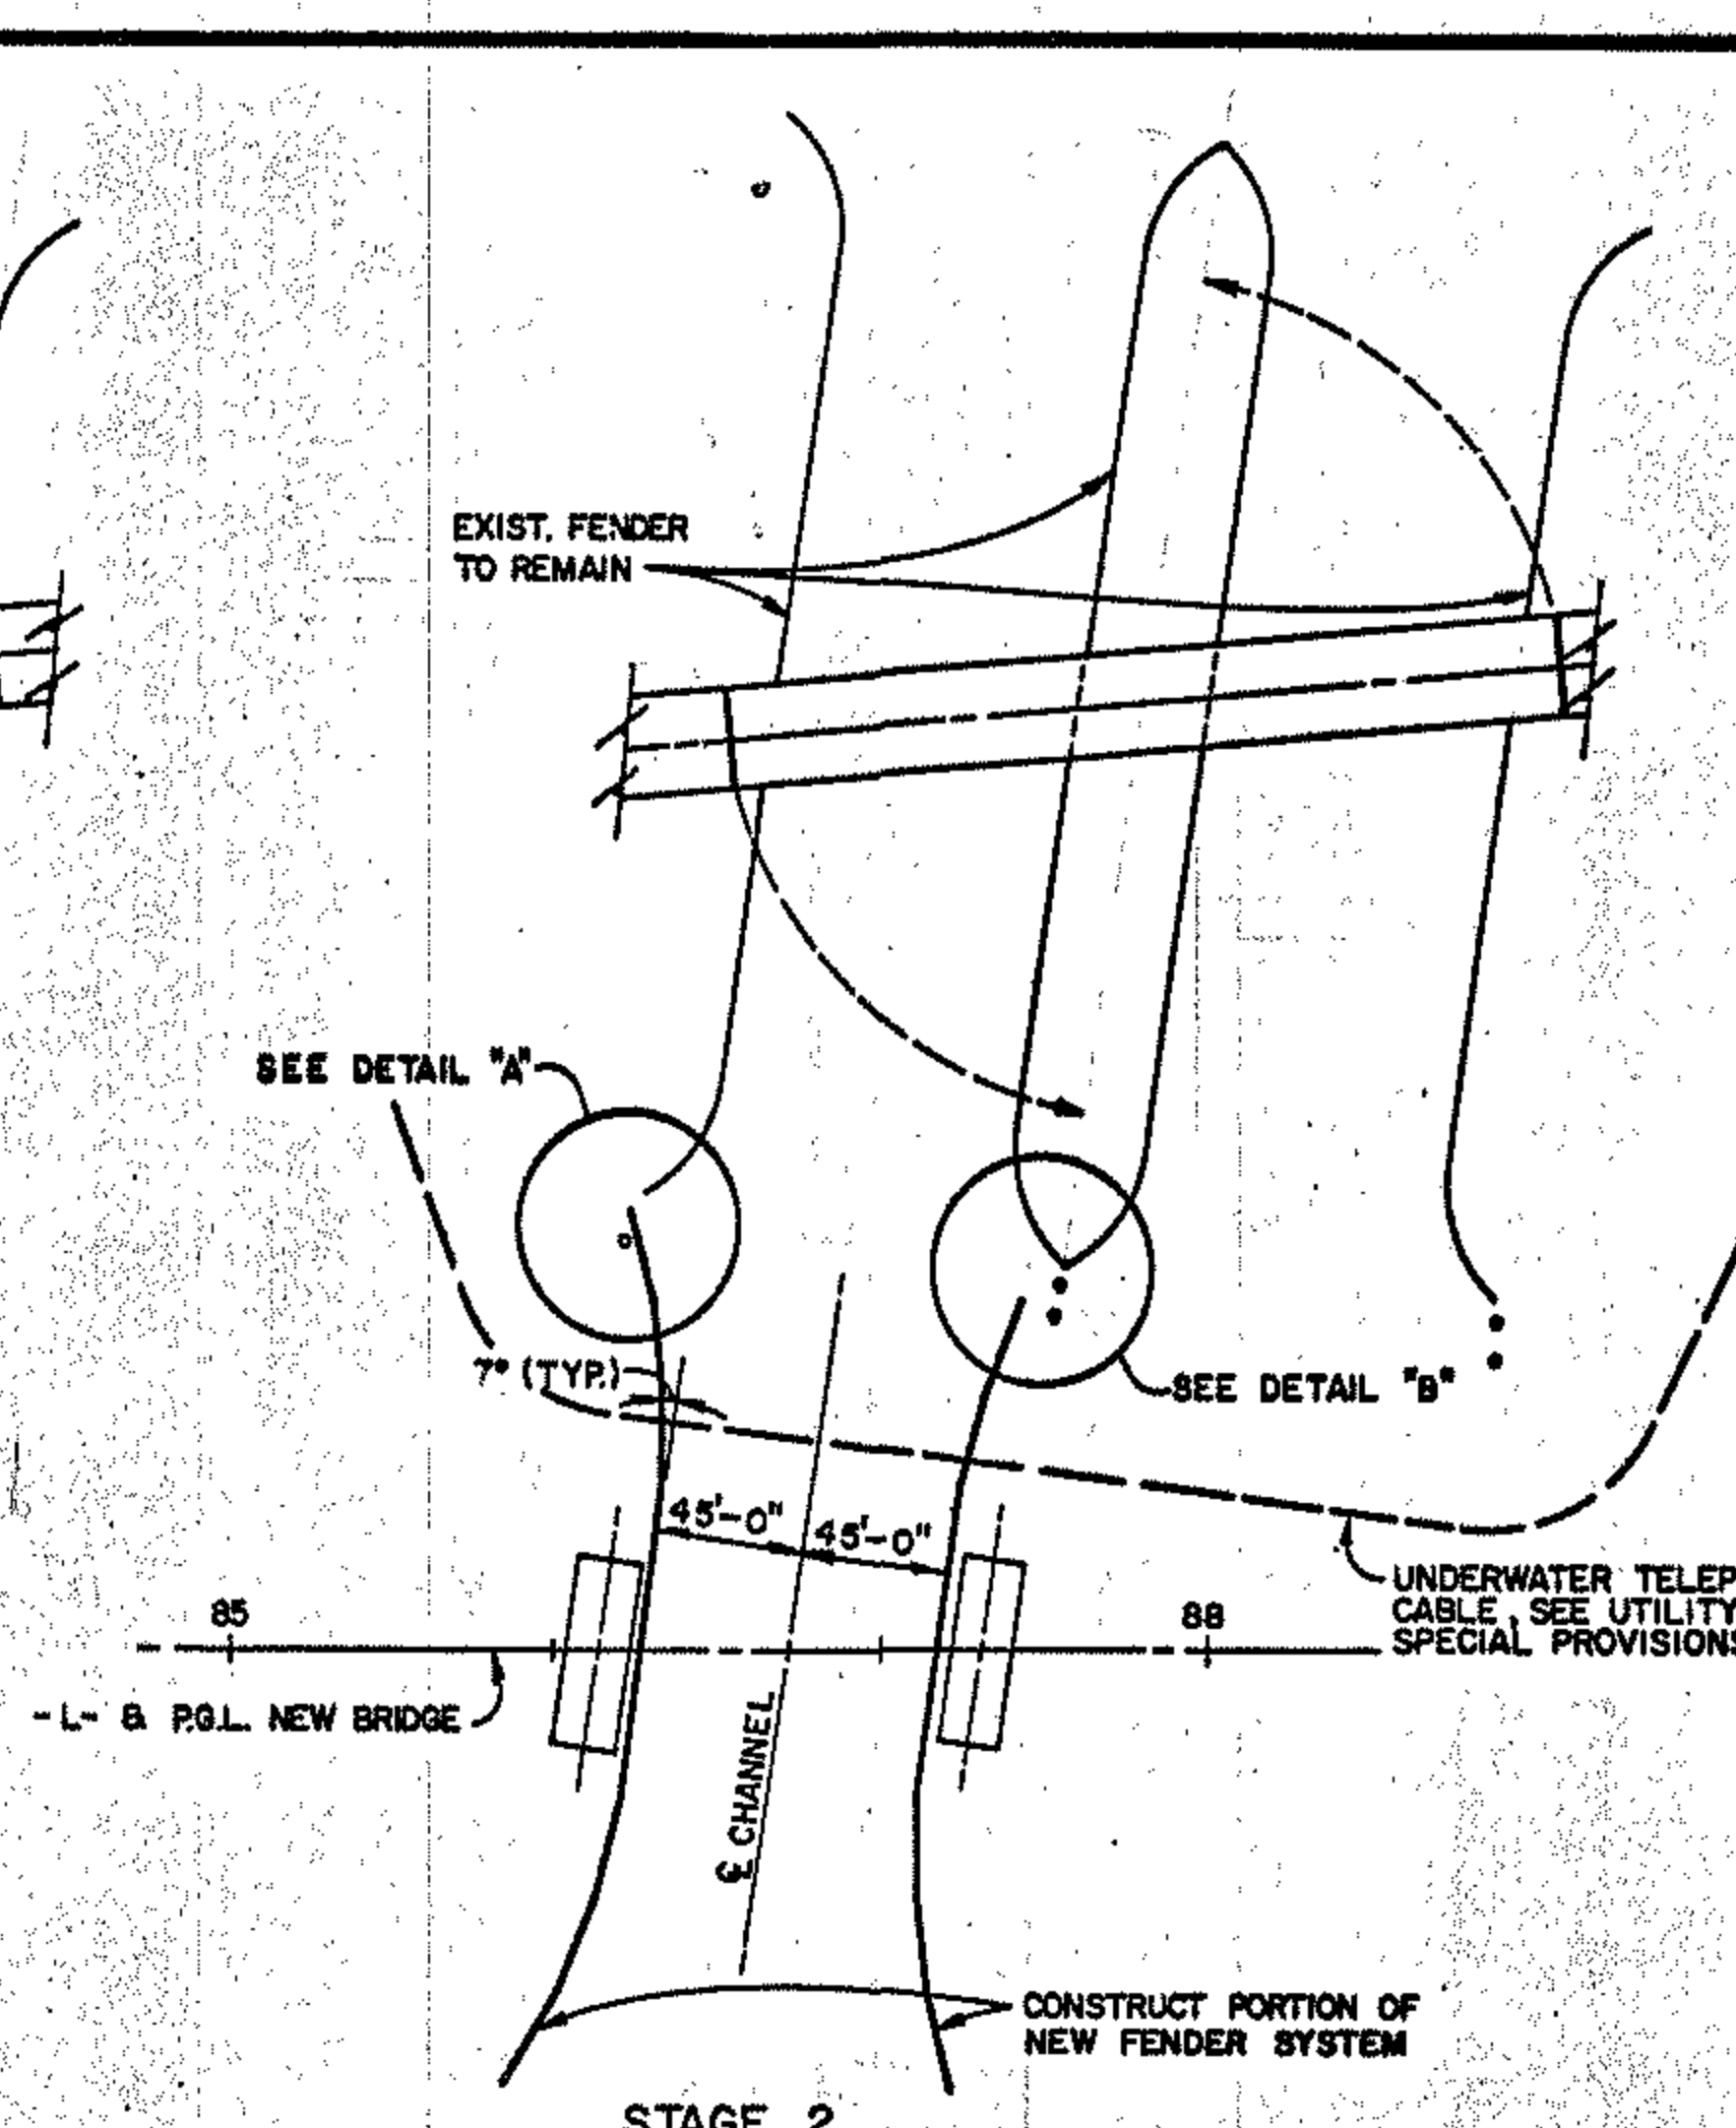 EXIST. FENDER
TO REMAIN
SEE DETAIL "A"
7° (TYP.)
SEE DETAIL "B"
45'-0"
45'-0"
UNDERWATER
CABLE, SEE UTILITY
SPECIAL PROVISIONS
85
88
-L- & P.G.L. NEW BRIDGE
℄ CHANNEL
CONSTRUCT PORTION OF
NEW FENDER SYSTEM
STAGE 2